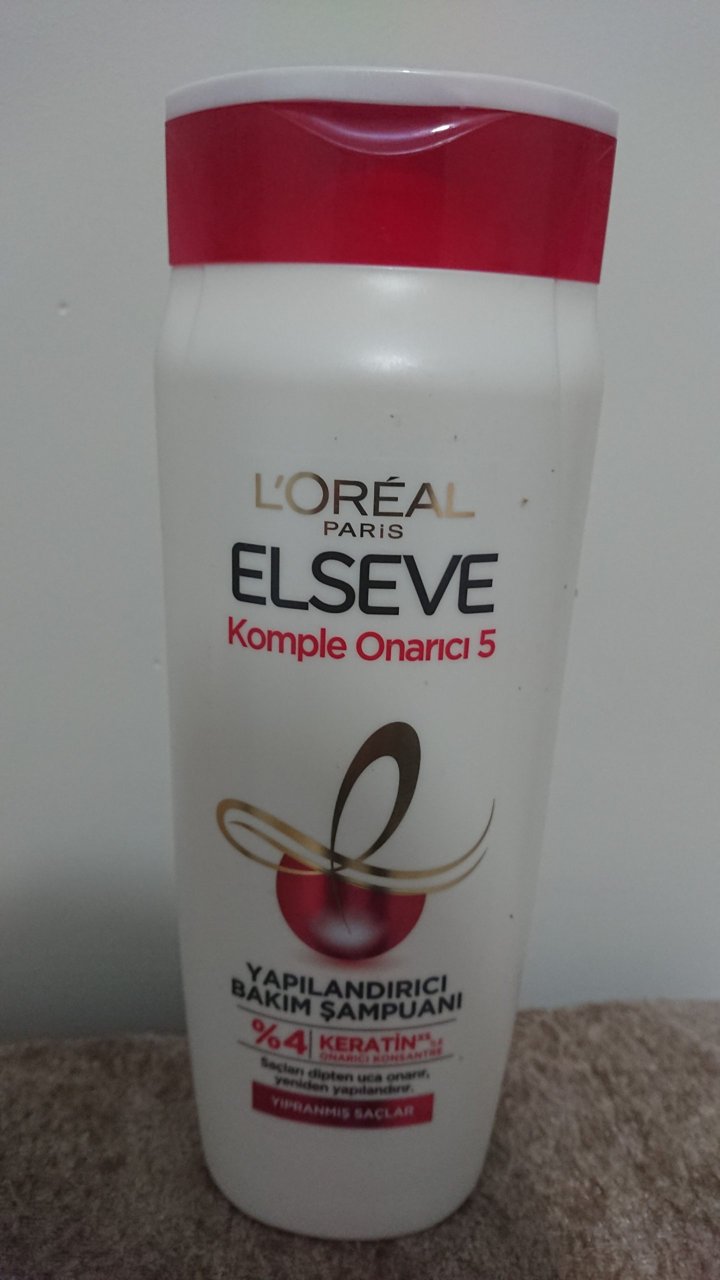 L'ORÉAL
PARİS
ELSEVE
Komple Onarıcı 5
YAPILANDIRICI
BAKIM ŞAMPUANI
%4 KERATİN
ONARICI KONSANTRE
Saçları dipten uca onarır,
yeniden yapılandırır.
YIPRANMIŞ SAÇLAR